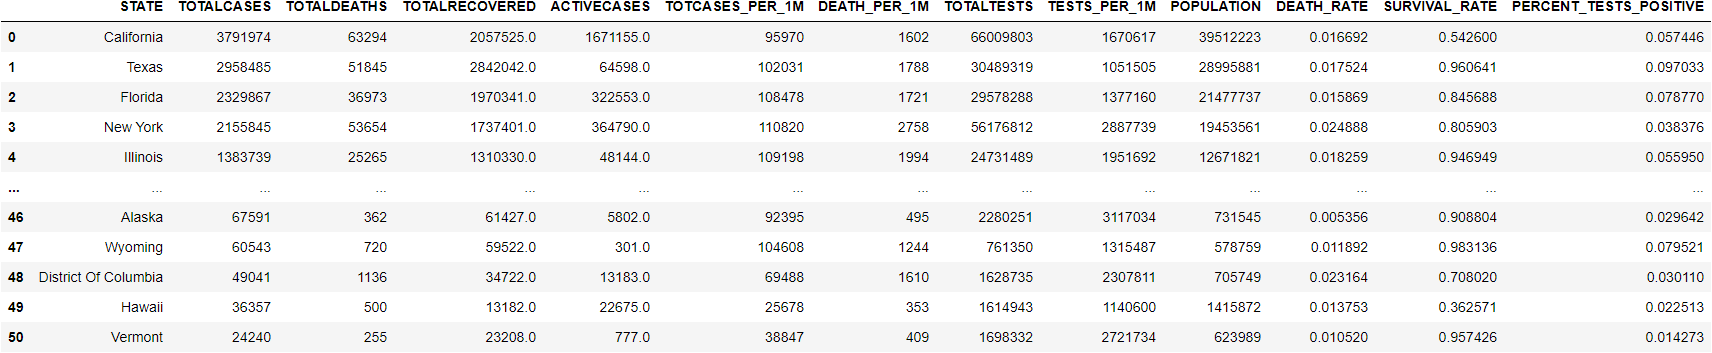 STATE TOTALCASES TOTALDEATHS TOTALRECOVERED ACTIVECASES TOTCASES_PER_1M DEATH_PER_1M TOTALTESTS TESTS_PER_1M POPULATION DEATH_RATE SURVIVAL_RATE PERCENT_TESTS_POSITIVE
0 California 3791974 63294 2057525.0 1671155.0 95970 1602 66009803 1670617 39512223 0.016692 0.542600 0.057446
1 Texas 2958485 51845 2842042.0 64598.0 102031 1788 30489319 1051505 28995881 0.017524 0.960641 0.097033
2 Florida 2329867 36973 1970341.0 322553.0 108478 1721 29578288 1377160 21477737 0.015869 0.845688 0.078770
3 New York 2155845 53654 1737401.0 364790.0 110820 2758 56176812 2887739 19453561 0.024888 0.805903 0.038376
4 Illinois 1383739 25265 1310330.0 48144.0 109198 1994 24731489 1951692 12671821 0.018259 0.946949 0.055950
... ... ... ... ... ... ... ... ... ... ... ... ... ...
46 Alaska 67591 362 61427.0 5802.0 92395 495 2280251 3117034 731545 0.005356 0.908804 0.029642
47 Wyoming 60543 720 59522.0 301.0 104608 1244 761350 1315487 578759 0.011892 0.983136 0.079521
48 District Of Columbia 49041 1136 34722.0 13183.0 69488 1610 1628735 2307811 705749 0.023164 0.708020 0.030110
49 Hawaii 36357 500 13182.0 22675.0 25678 353 1614943 1140600 1415872 0.013753 0.362571 0.022513
50 Vermont 24240 255 23208.0 777.0 38847 409 1698332 2721734 623989 0.010520 0.957426 0.014273